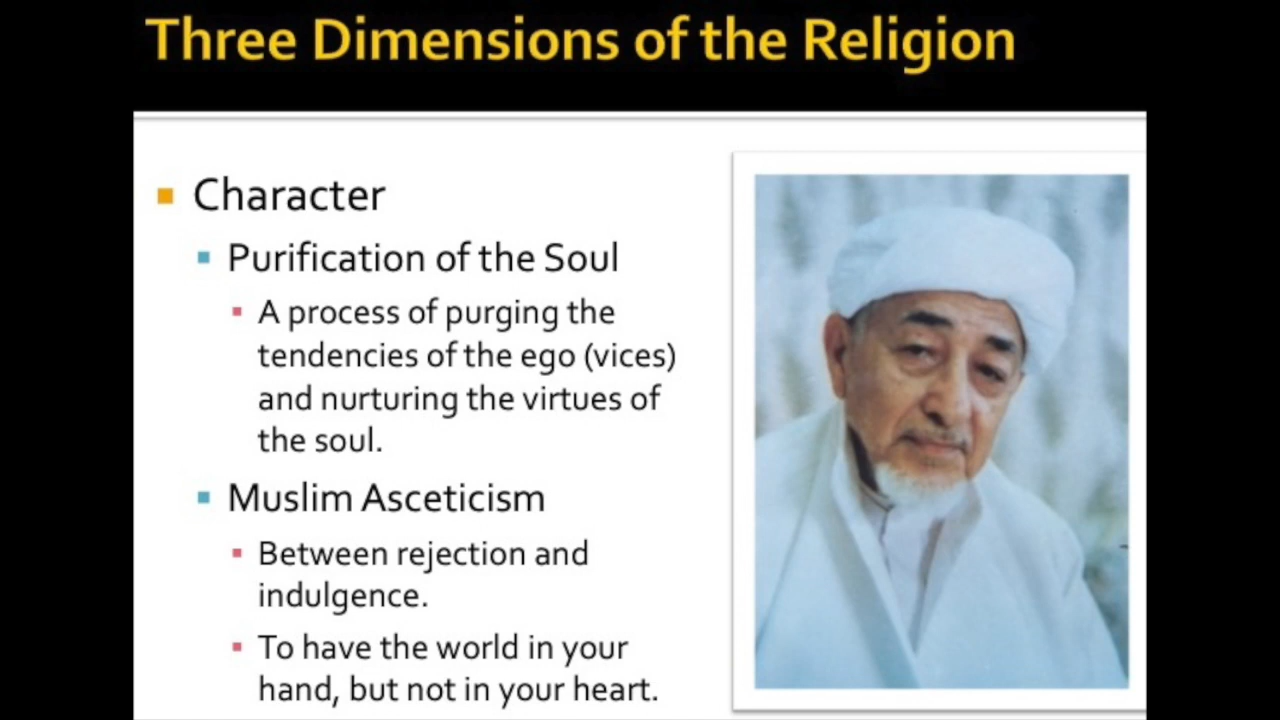 Three Dimensions of the Religion
Character
Purification of the Soul
A process of purging the
tendencies of the ego (vices)
and nurturing the virtues of
the soul.
Muslim Asceticism
Between rejection and
indulgence.
To have the world in your
hand, but not in your heart.